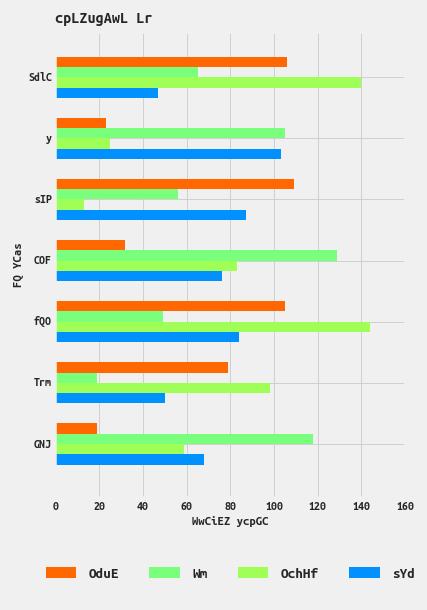 cpLZugAwL Lr
SdlC
y
sIP
COF
fQO
Trm
GNJ
FQ YCas
0 20 40 60 80 100 120 140 160
WwCiEZ ycpGC
OduE Wm OchHf sYd